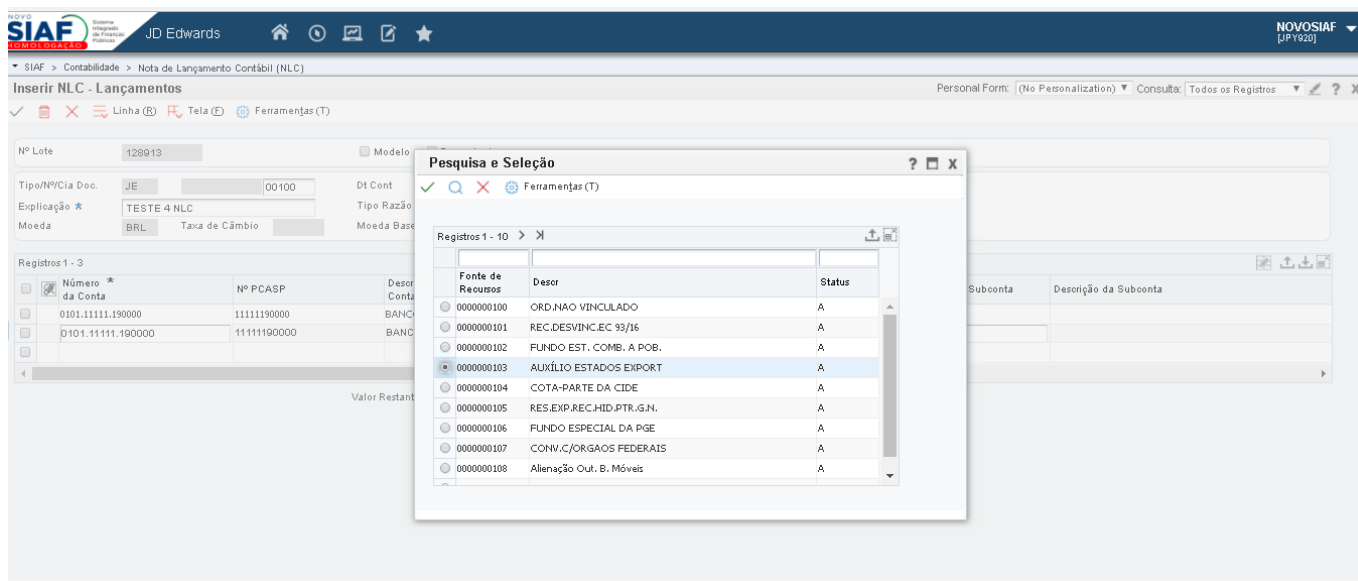 NOVO
SIAF Sistema Integrado de Finanças Públicas
HOMOLOGAÇÃO
JD Edwards
NOVOSIAF
[JPY920]
SIAF > Contabilidade > Nota de Lançamento Contábil (NLC)
Inserir NLC - Lançamentos
Personal Form: (No Personalization) Consulta: Todos os Registros ? X
Linha (R) Tela (F) Ferramentas (T)
Nº Lote 128913 Modelo
Tipo/Nº/Cia Doc. JE 00100 Dt Cont
Explicação * TESTE 4 NLC Tipo Razão
Moeda BRL Taxa de Câmbio Moeda Base
Registros 1 - 3
Número * da Conta Nº PCASP Descr Conta Subconta Descrição da Subconta
0101.11111.190000 11111190000 BANC
0101.11111.190000 11111190000 BANC
Valor Restant
Pesquisa e Seleção ? X
Ferramentas (T)
Registros 1 - 10
Fonte de Recursos Descr Status
0000000100 ORD.NAO VINCULADO A
0000000101 REC.DESVINC.EC 93/16 A
0000000102 FUNDO EST. COMB. A POB. A
0000000103 AUXÍLIO ESTADOS EXPORT A
0000000104 COTA-PARTE DA CIDE A
0000000105 RES.EXP.REC.HID.PTR.G.N. A
0000000106 FUNDO ESPECIAL DA PGE A
0000000107 CONV.C/ORGAOS FEDERAIS A
0000000108 Alienação Out. B. Móveis A